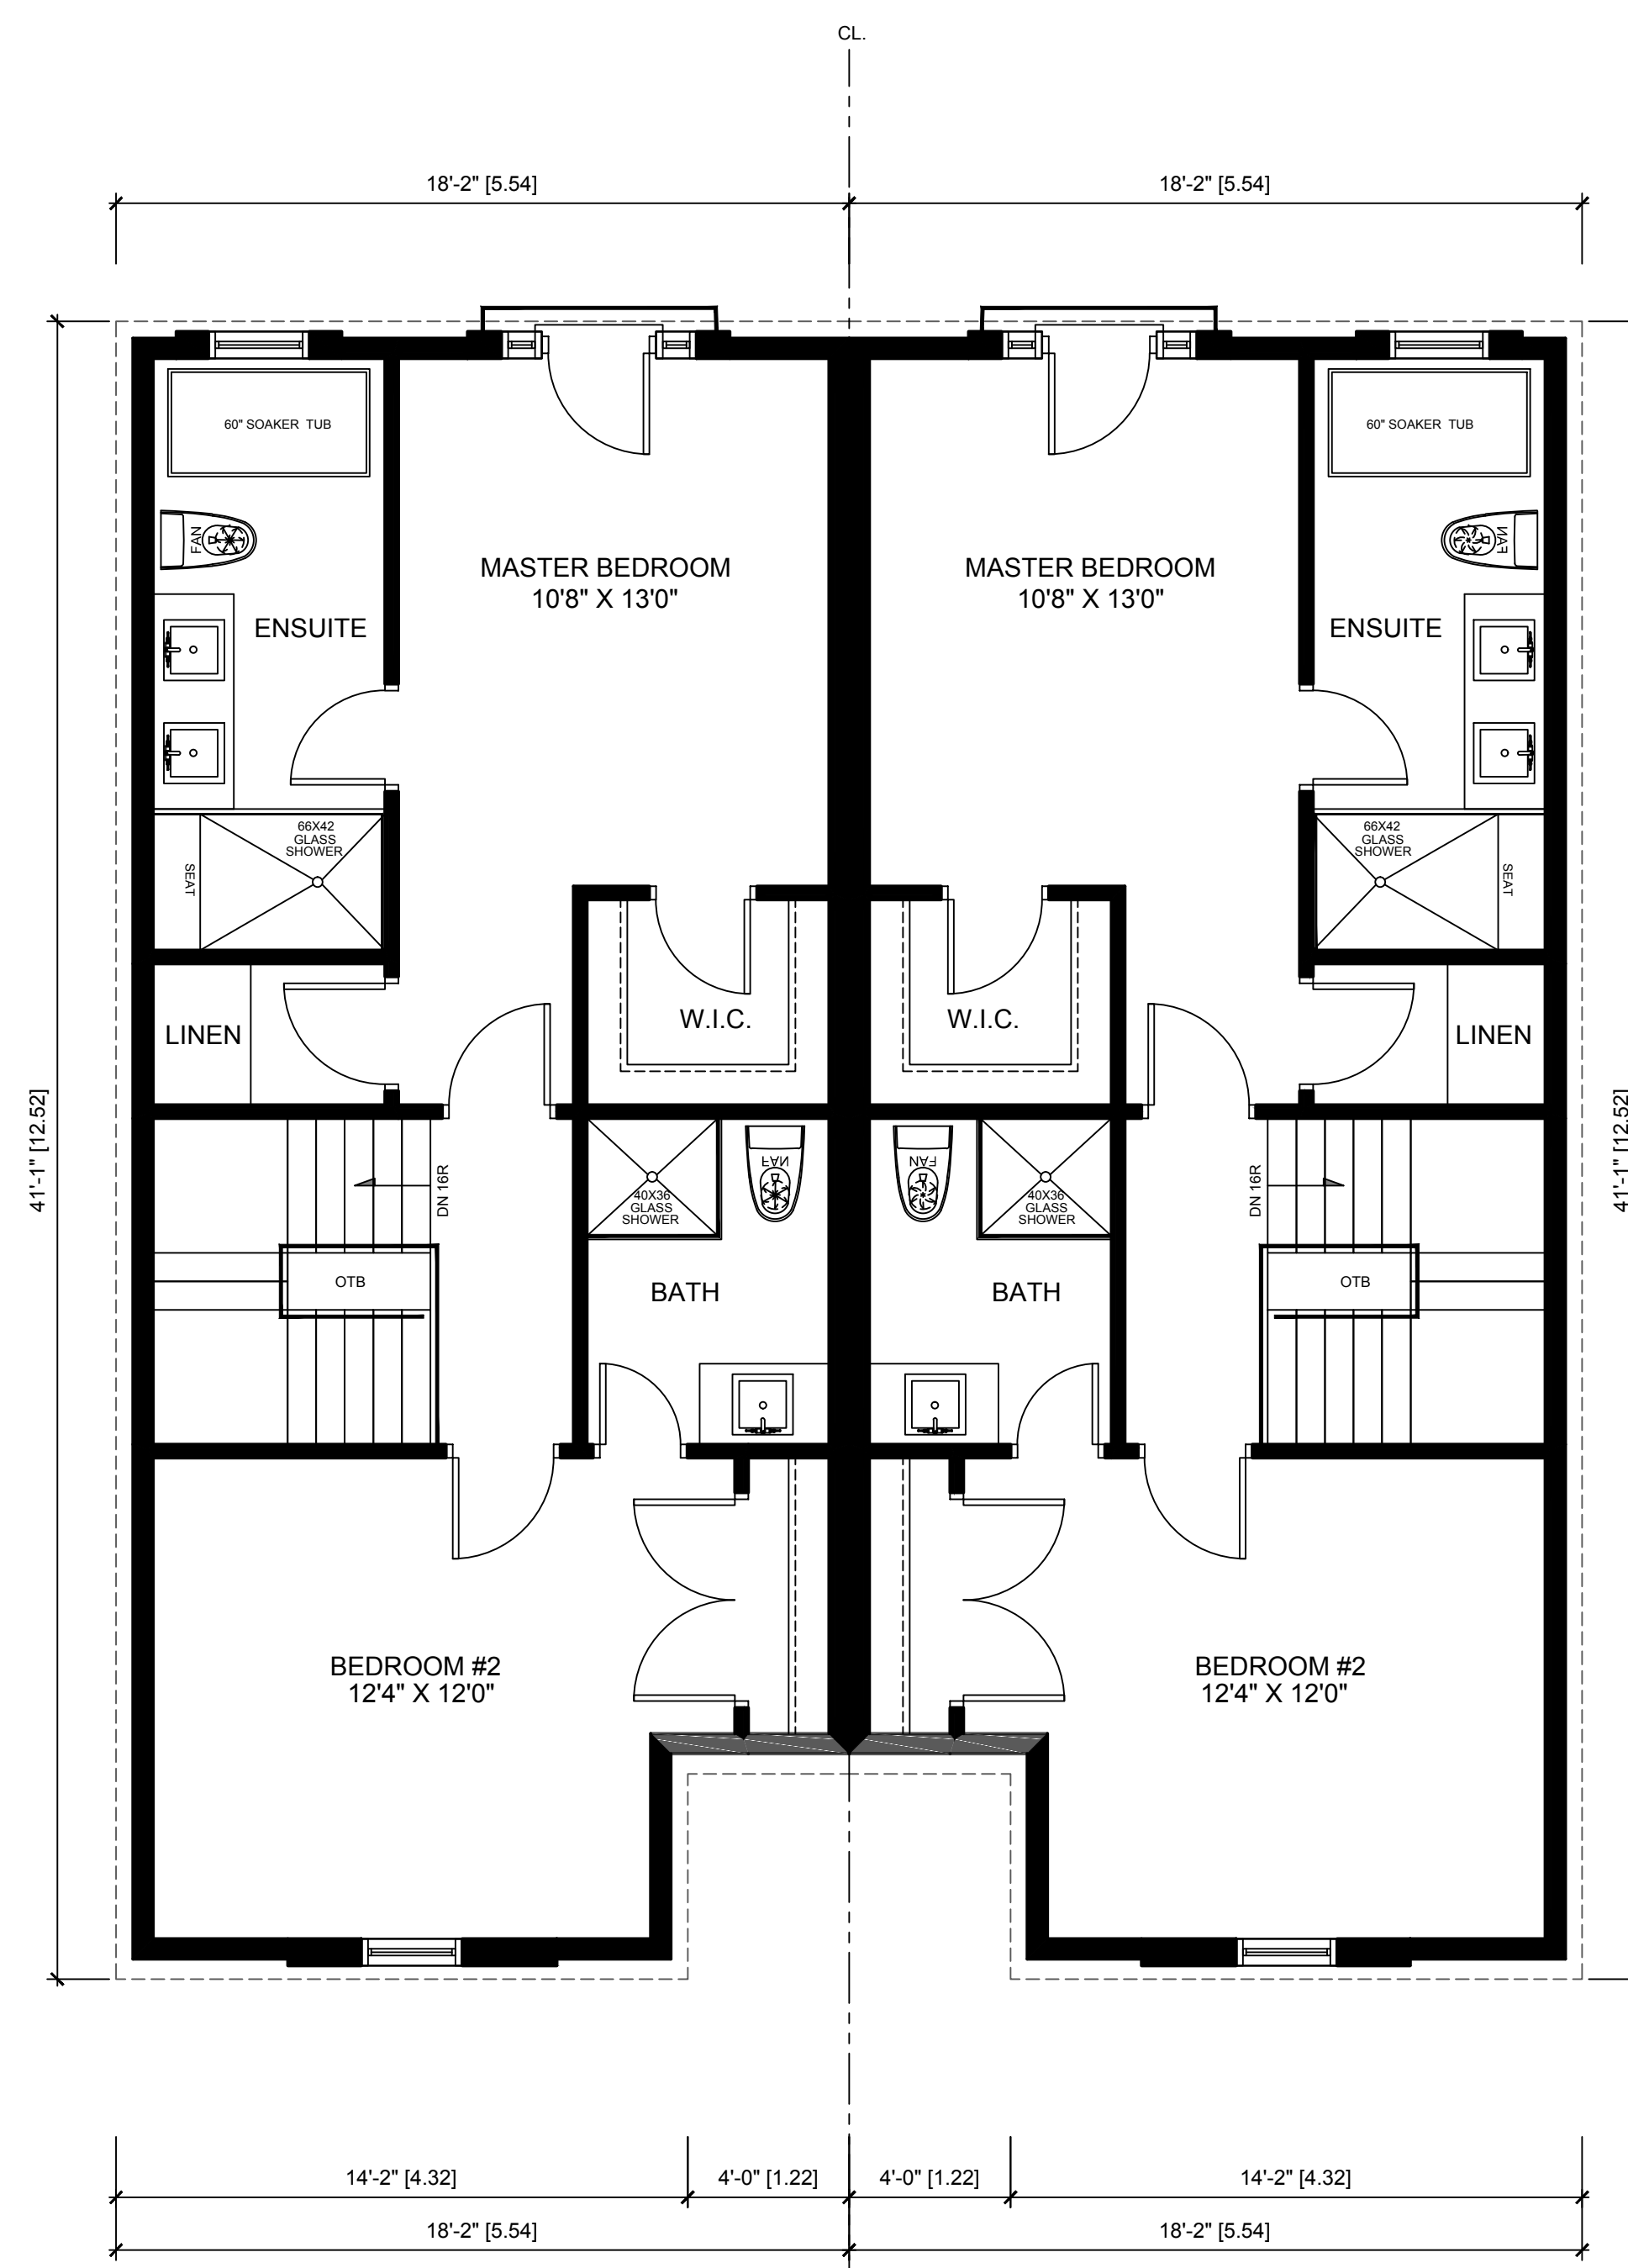 CL.
18'-2" [5.54]
18'-2" [5.54]
60" SOAKER TUB
60" SOAKER TUB
FAN
FAN
MASTER BEDROOM
10'8" X 13'0"
MASTER BEDROOM
10'8" X 13'0"
ENSUITE
ENSUITE
66X42
GLASS
SHOWER
SEAT
66X42
GLASS
SHOWER
SEAT
LINEN
W.I.C.
W.I.C.
LINEN
41'-1" [12.52]
41'-1" [12.52]
DN 16R
FAN
40X36
GLASS
SHOWER
FAN
40X36
GLASS
SHOWER
DN 16R
OTB
BATH
BATH
OTB
BEDROOM #2
12'4" X 12'0"
BEDROOM #2
12'4" X 12'0"
14'-2" [4.32]
4'-0" [1.22]
4'-0" [1.22]
14'-2" [4.32]
18'-2" [5.54]
18'-2" [5.54]